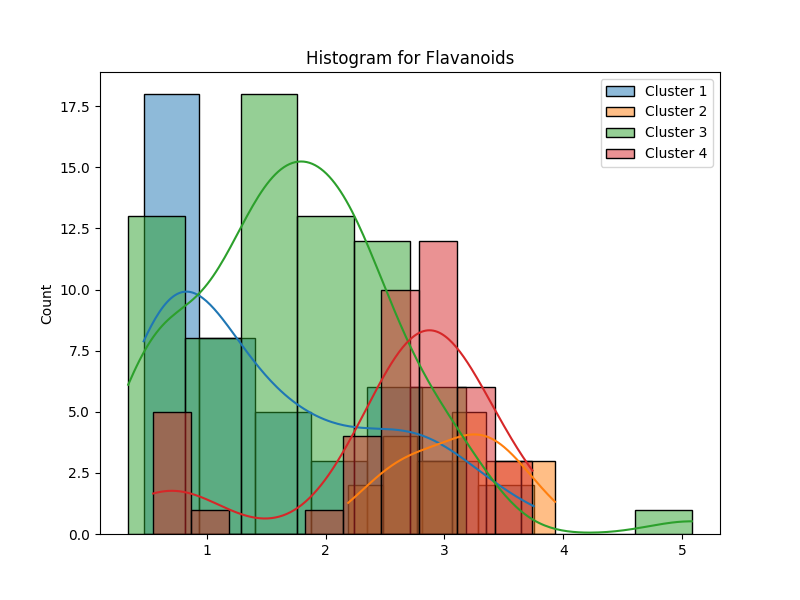 Histogram for Flavanoids
Cluster 1
Cluster 2
Cluster 3
Cluster 4
Count
17.5
15.0
12.5
10.0
7.5
5.0
2.5
0.0
1 2 3 4 5